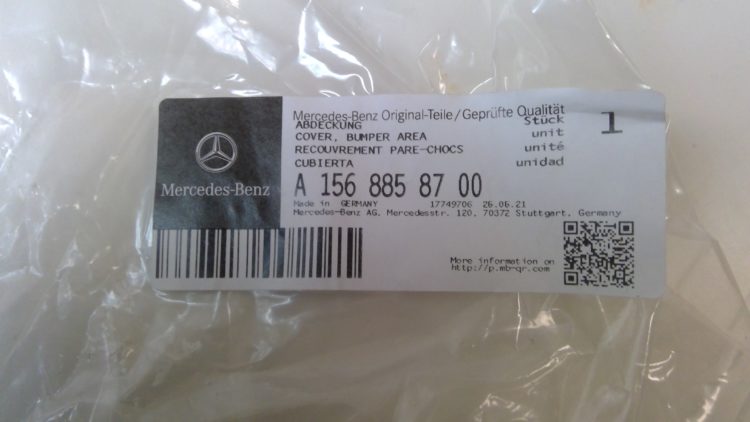 Mercedes-Benz Original-Teile/Geprüfte Qualität
ABDECKUNG Stück 1
COVER, BUMPER AREA unit
RECOUVREMENT PARE-CHOCS unité
CUBIERTA unidad
Mercedes-Benz
A 156 885 87 00
Made in GERMANY 17749706 26.06.21
Mercedes-Benz AG, Mercedesstr. 120, 70372 Stuttgart, Germany
More information on
http://p.mb-qr.com